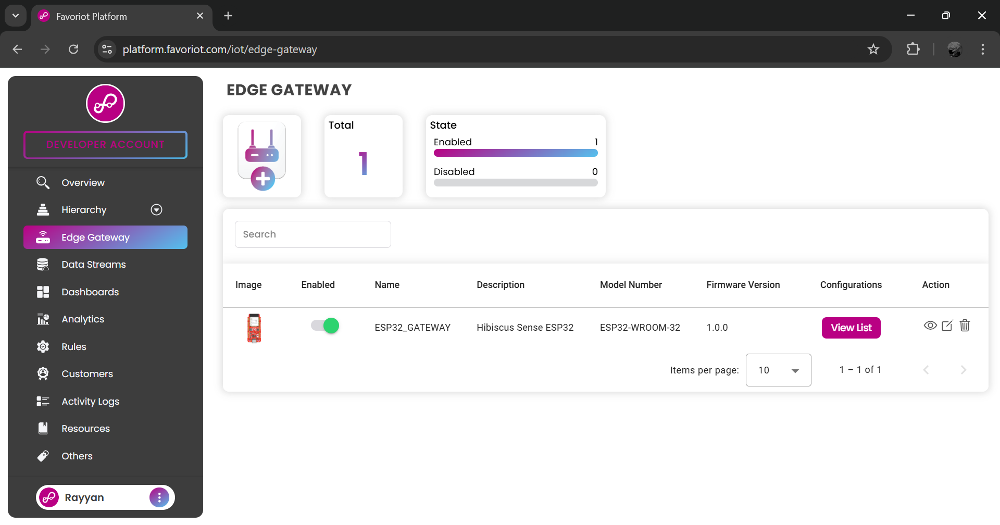 Favoriot Platform
platform.favoriot.com/iot/edge-gateway
DEVELOPER ACCOUNT
Overview
Hierarchy
Edge Gateway
Data Streams
Dashboards
Analytics
Rules
Customers
Activity Logs
Resources
Others
Rayyan
EDGE GATEWAY
Total
1
State
Enabled 1
Disabled 0
Search
Image Enabled Name Description Model Number Firmware Version Configurations Action
ESP32_GATEWAY Hibiscus Sense ESP32 ESP32-WROOM-32 1.0.0 View List
Items per page: 10 1 – 1 of 1